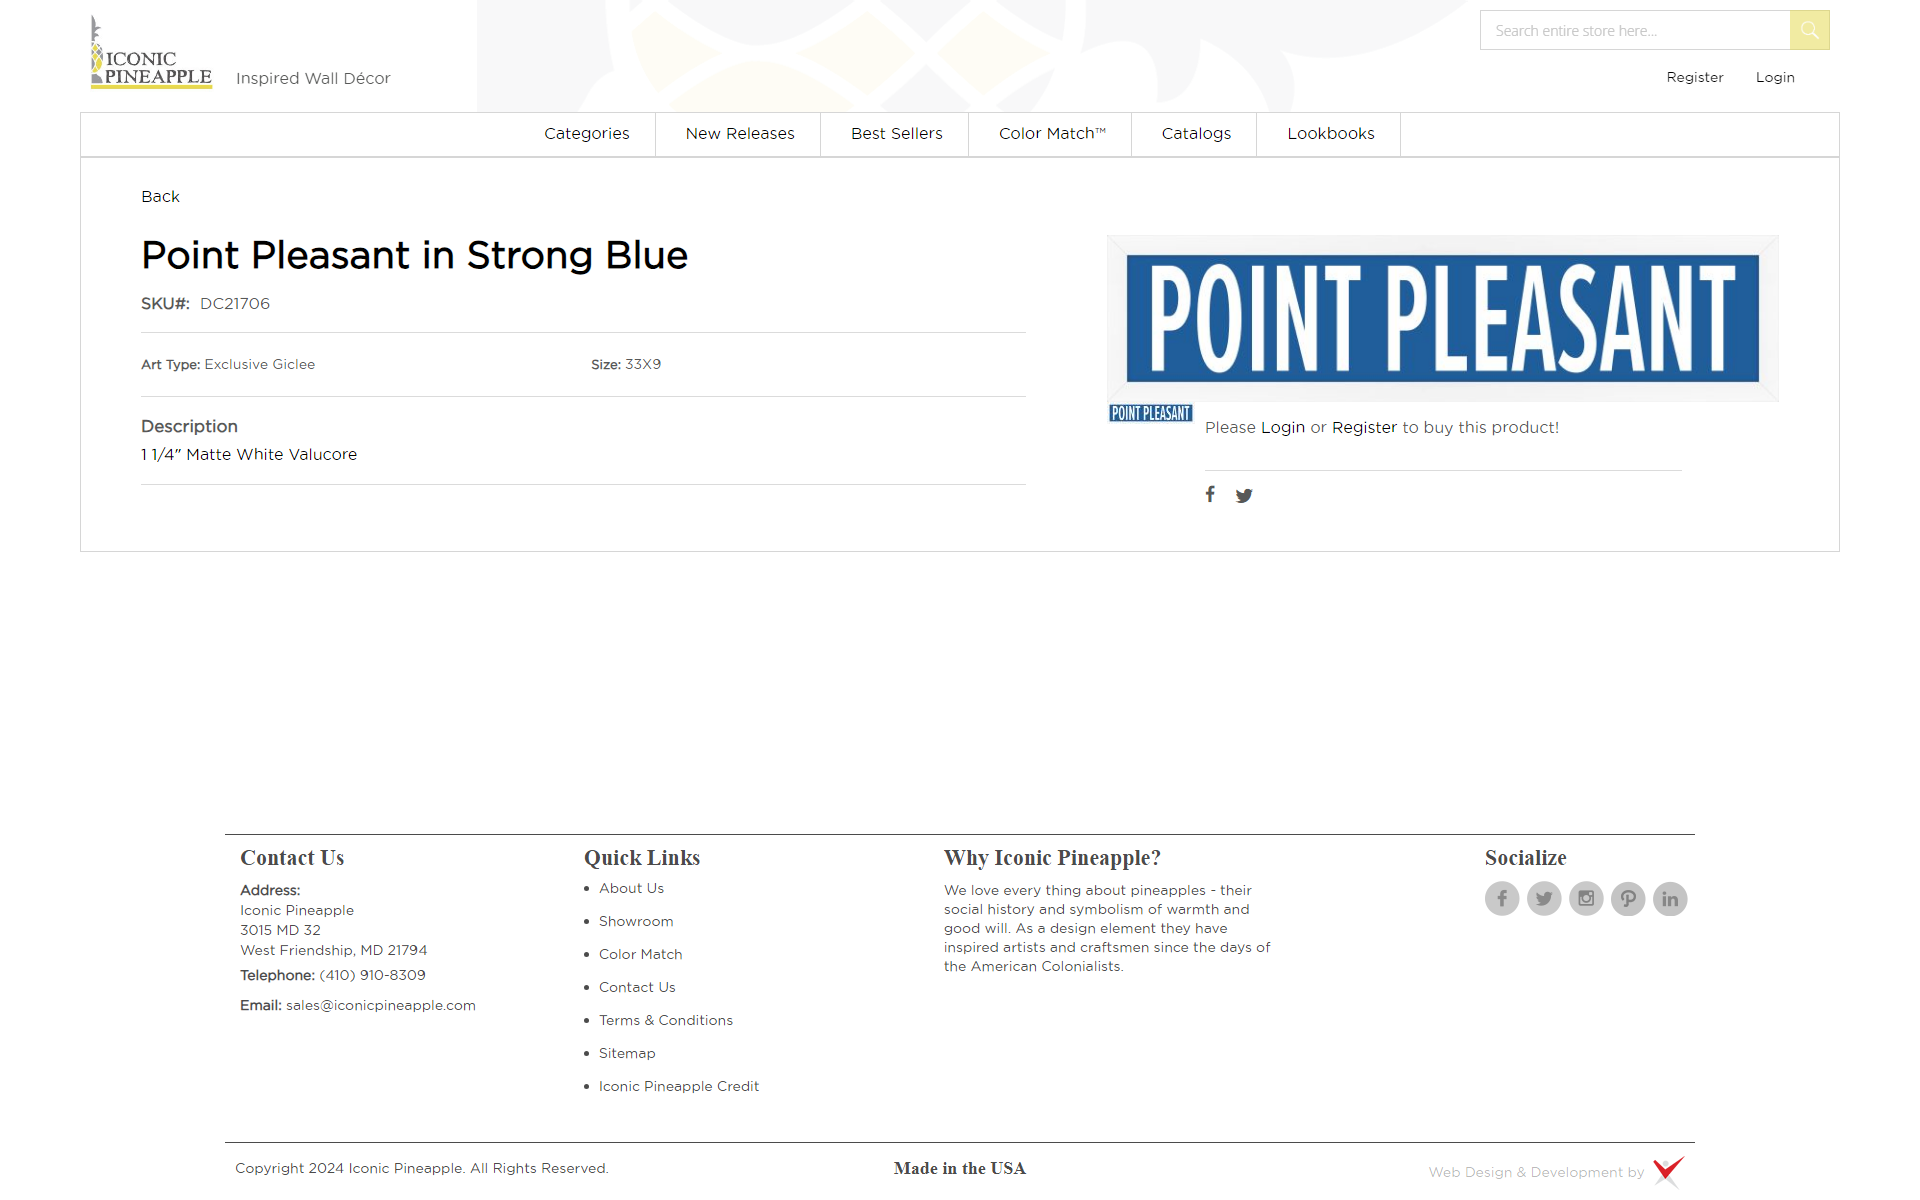 ICONIC
PINEAPPLE
Inspired Wall Décor
Search entire store here...
Register
Login
Categories
New Releases
Best Sellers
Color Match™
Catalogs
Lookbooks
Back
Point Pleasant in Strong Blue
SKU#: DC21706
Art Type: Exclusive Giclee
Size: 33X9
Description
1 1/4" Matte White Valucore
POINT PLEASANT
POINT PLEASANT
Please Login or Register to buy this product!
Contact Us
Address:
Iconic Pineapple
3015 MD 32
West Friendship, MD 21794
Telephone: (410) 910-8309
Email: sales@iconicpineapple.com
Quick Links
About Us
Showroom
Color Match
Contact Us
Terms & Conditions
Sitemap
Iconic Pineapple Credit
Why Iconic Pineapple?
We love every thing about pineapples - their
social history and symbolism of warmth and
good will. As a design element they have
inspired artists and craftsmen since the days of
the American Colonialists.
Socialize
Copyright 2024 Iconic Pineapple. All Rights Reserved.
Made in the USA
Web Design & Development by